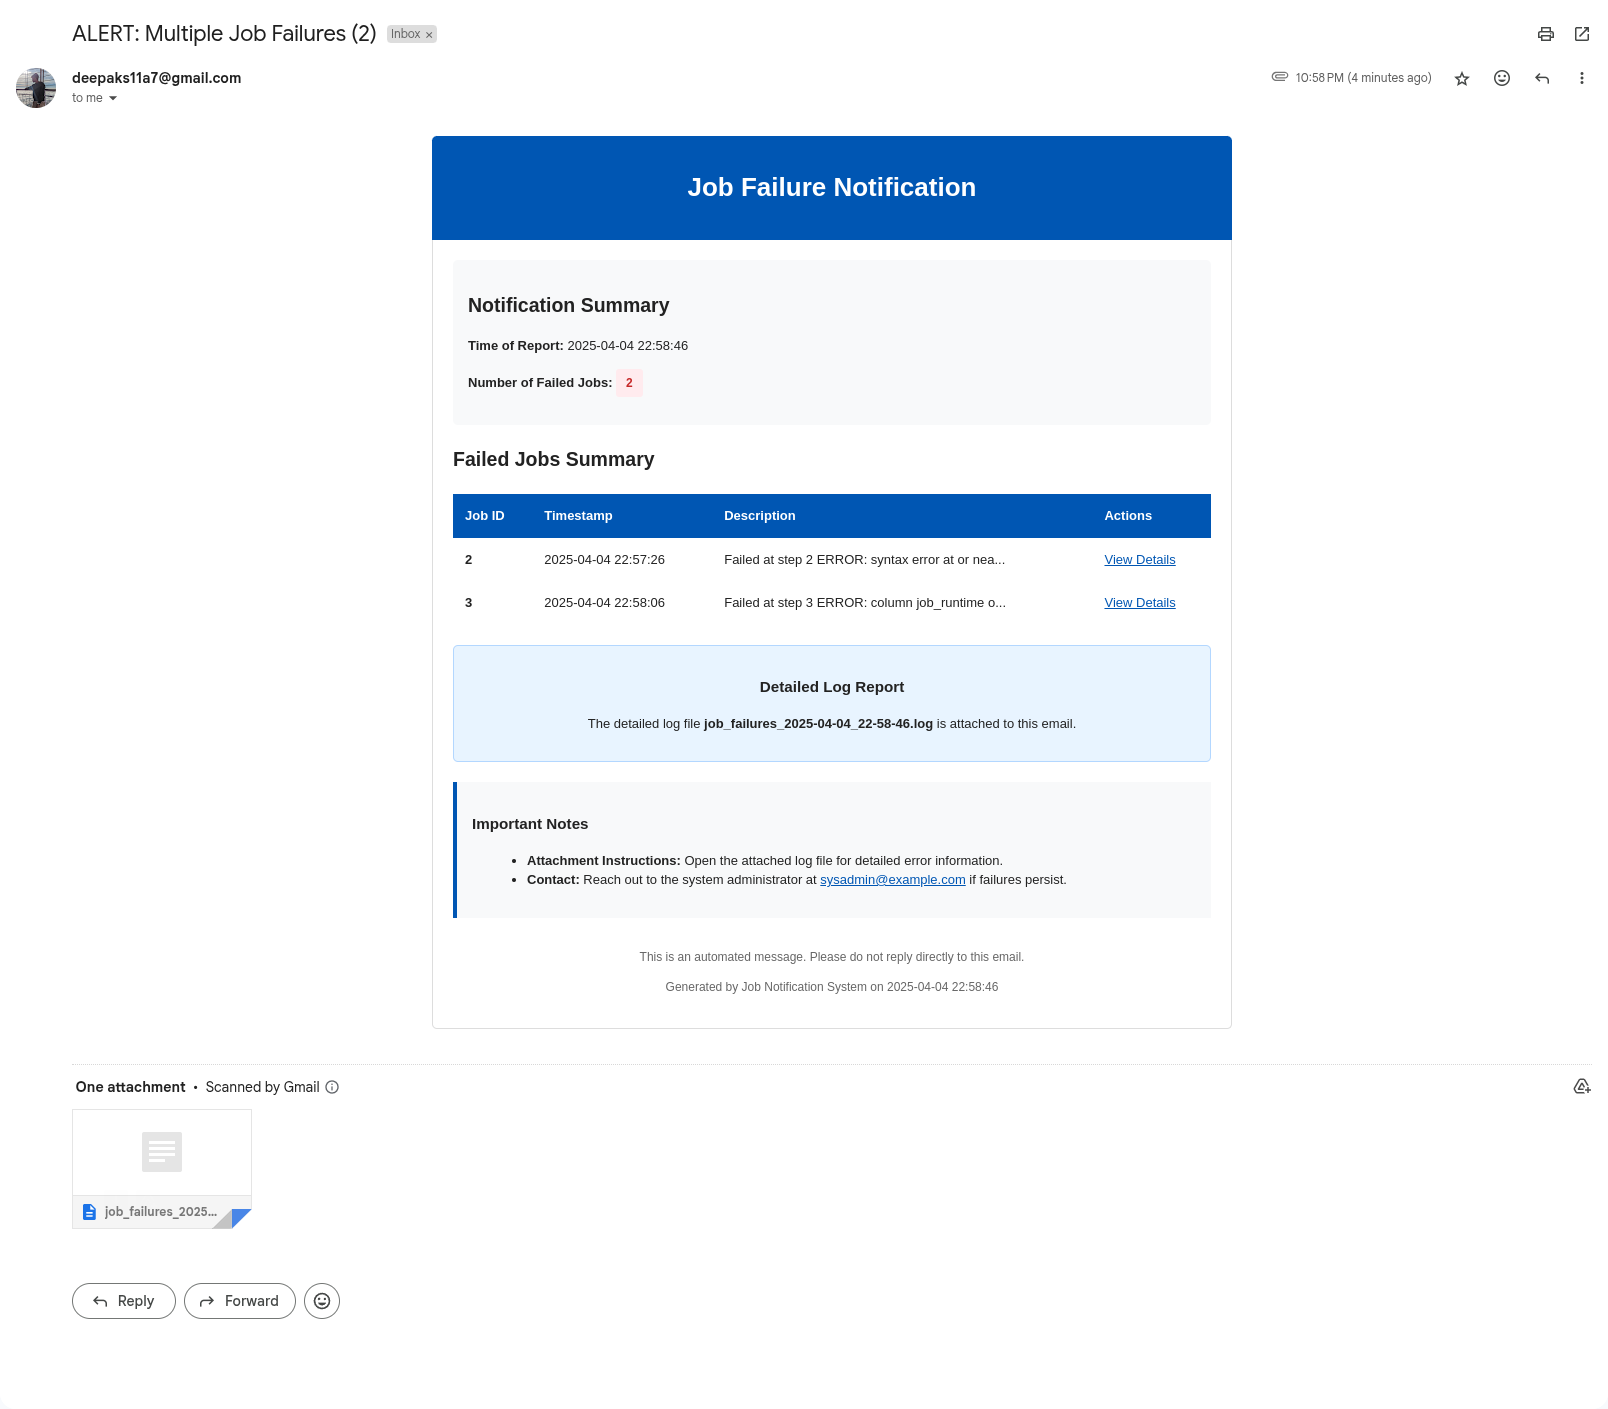 ALERT: Multiple Job Failures (2) Inbox ×
deepaks11a7@gmail.com 10:58 PM (4 minutes ago)
to me
Job Failure Notification
Notification Summary
Time of Report: 2025-04-04 22:58:46
Number of Failed Jobs: 2
Failed Jobs Summary
Job ID Timestamp Description Actions
2 2025-04-04 22:57:26 Failed at step 2 ERROR: syntax error at or nea... View Details
3 2025-04-04 22:58:06 Failed at step 3 ERROR: column job_runtime o... View Details
Detailed Log Report
The detailed log file job_failures_2025-04-04_22-58-46.log is attached to this email.
Important Notes
• Attachment Instructions: Open the attached log file for detailed error information.
• Contact: Reach out to the system administrator at sysadmin@example.com if failures persist.
This is an automated message. Please do not reply directly to this email.
Generated by Job Notification System on 2025-04-04 22:58:46
One attachment • Scanned by Gmail
job_failures_2025...
Reply Forward